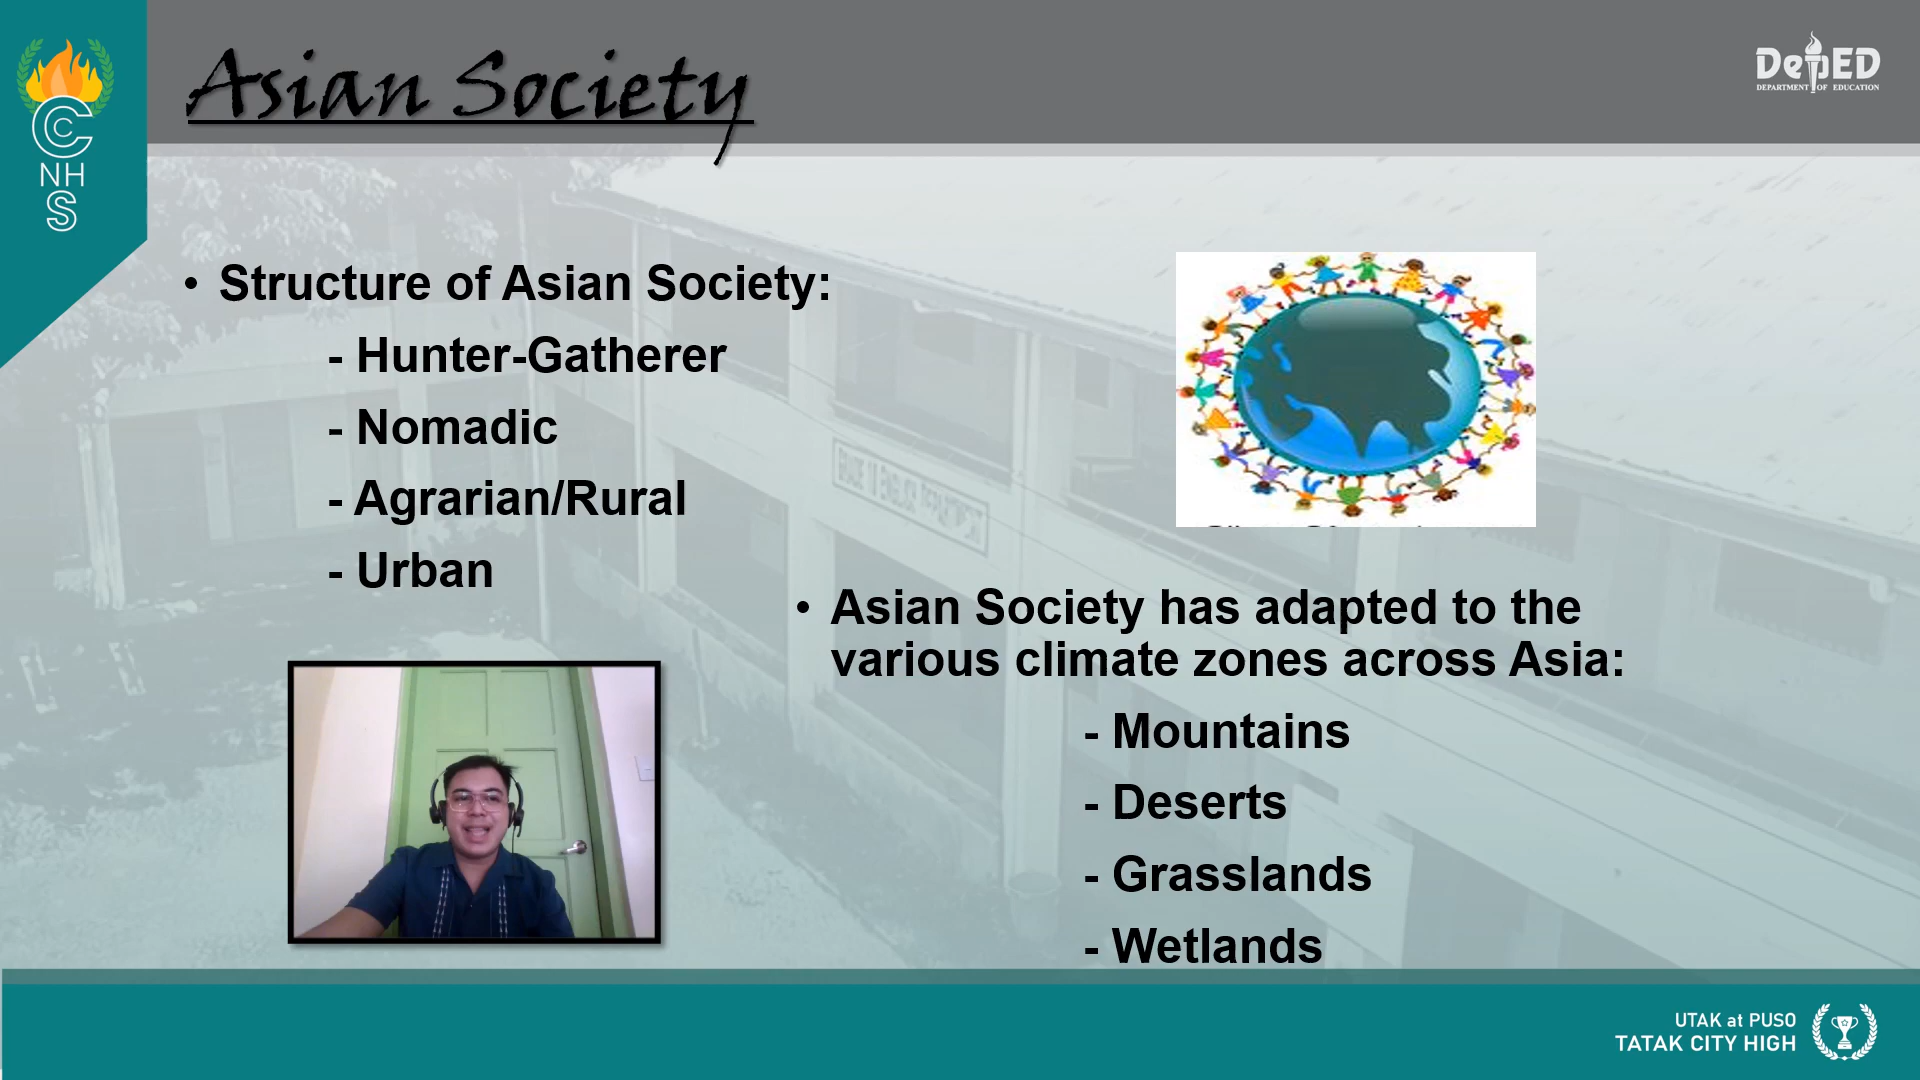 Asian Society
DepED
DEPARTMENT OF EDUCATION
C
C
NH
S
• Structure of Asian Society:
- Hunter-Gatherer
- Nomadic
- Agrarian/Rural
- Urban
• Asian Society has adapted to the
various climate zones across Asia:
- Mountains
- Deserts
- Grasslands
- Wetlands
UTAK at PUSO
TATAK CITY HIGH